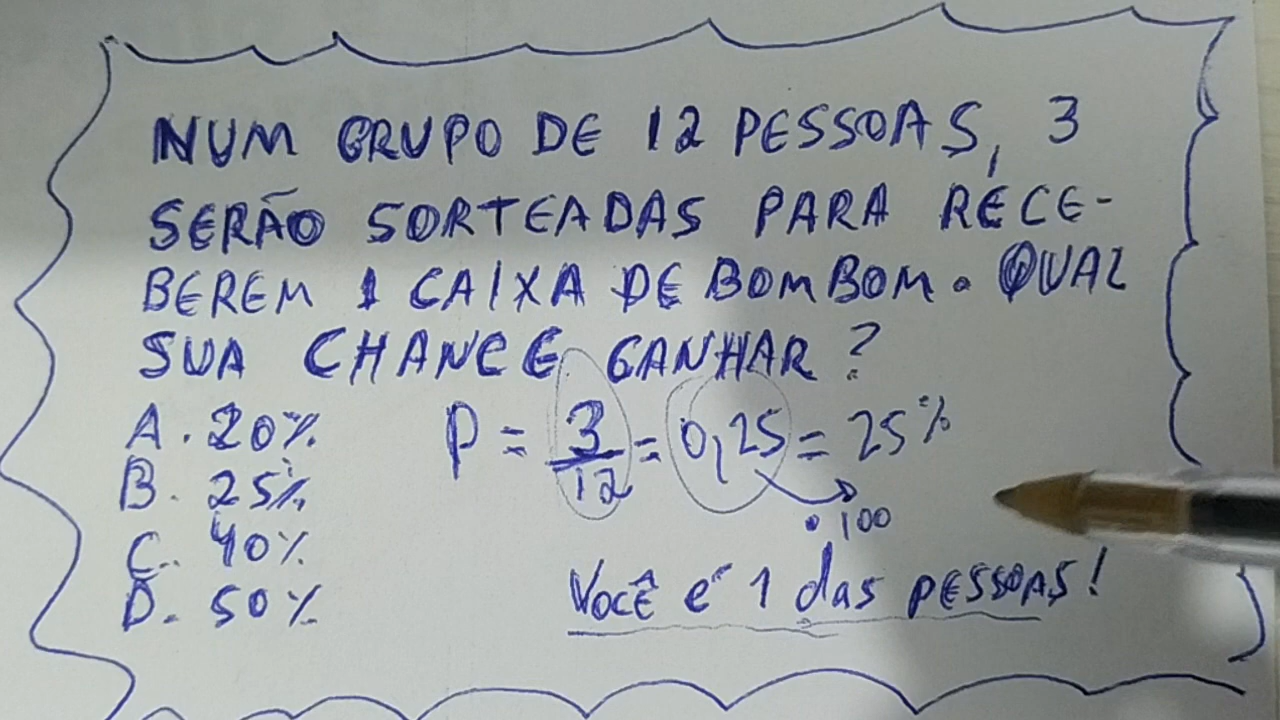 NUM GRUPO DE 12 PESSOAS, 3
SERÃO SORTEADAS PARA RECE-
BEREM 1 CAIXA DE BOMBOM. QUAL
SUA CHANCE GANHAR?
A. 20%
B. 25%
C. 40%
D. 50%
P = 3/12 = 0,25 = 25%
• 100
Você é 1 das PESSOAS!